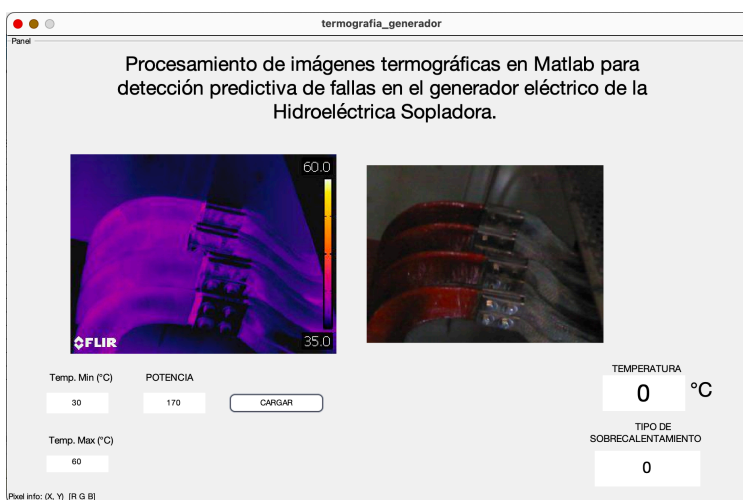 termografia_generador
Panel
Procesamiento de imágenes termográficas en Matlab para
detección predictiva de fallas en el generador eléctrico de la
Hidroeléctrica Sopladora.
60.0
FLIR
35.0
Temp. Min (°C)
POTENCIA
30
170
CARGAR
Temp. Max (°C)
60
TEMPERATURA
0 °C
TIPO DE
SOBRECALENTAMIENTO
0
Pixel info: (X, Y) [R G B]